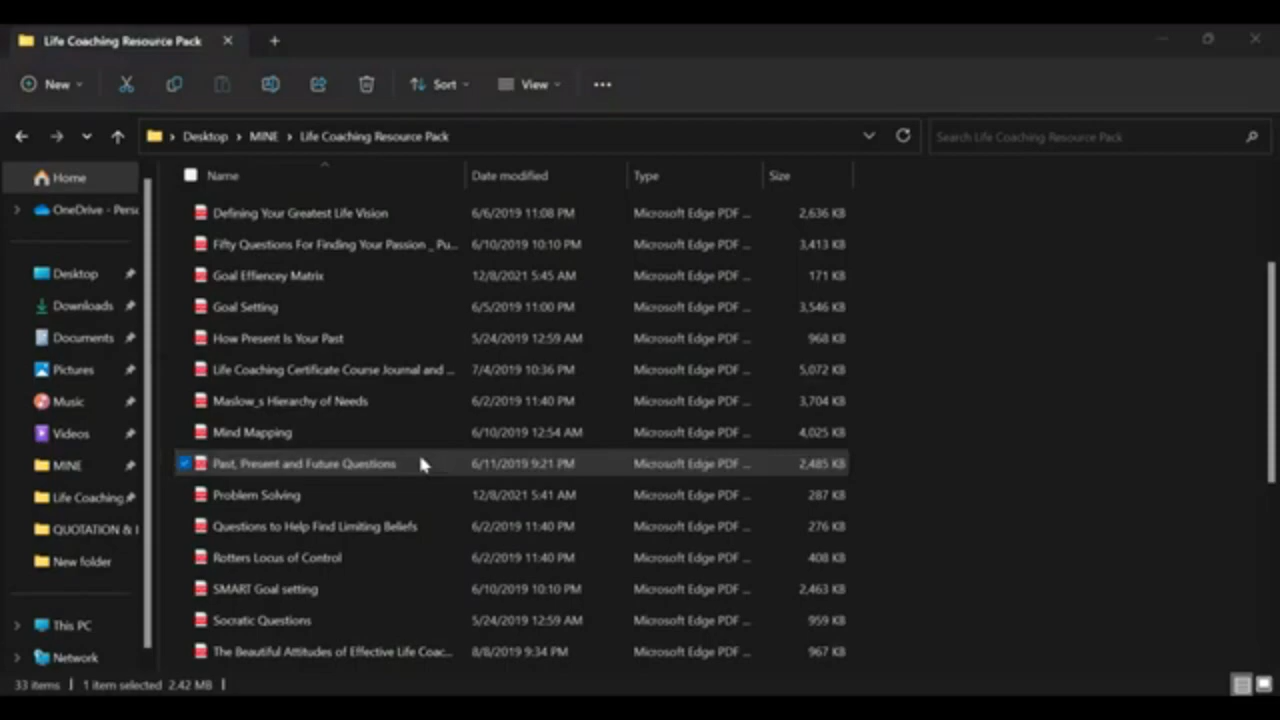 Life Coaching Resource Pack
New
Sort
View
Desktop > MINE > Life Coaching Resource Pack
Search Life Coaching Resource Pack
Name Date modified Type Size
Home
OneDrive - Persc
Desktop
Downloads
Documents
Pictures
Music
Videos
MINE
Life Coaching
QUOTATION & I
New folder
This PC
Network
Defining Your Greatest Life Vision 6/6/2019 11:08 PM Microsoft Edge PDF ... 2,636 KB
Fifty Questions For Finding Your Passion _ Pu... 6/10/2019 10:10 PM Microsoft Edge PDF ... 3,413 KB
Goal Effiencey Matrix 12/8/2021 5:45 AM Microsoft Edge PDF ... 171 KB
Goal Setting 6/5/2019 11:00 PM Microsoft Edge PDF ... 3,546 KB
How Present Is Your Past 5/24/2019 12:59 AM Microsoft Edge PDF ... 968 KB
Life Coaching Certificate Course Journal and ... 7/4/2019 10:36 PM Microsoft Edge PDF ... 5,072 KB
Maslow_s Hierarchy of Needs 6/2/2019 11:40 PM Microsoft Edge PDF ... 3,704 KB
Mind Mapping 6/10/2019 12:54 AM Microsoft Edge PDF ... 4,025 KB
Past, Present and Future Questions 6/11/2019 9:21 PM Microsoft Edge PDF ... 2,485 KB
Problem Solving 12/8/2021 5:41 AM Microsoft Edge PDF ... 287 KB
Questions to Help Find Limiting Beliefs 6/2/2019 11:40 PM Microsoft Edge PDF ... 276 KB
Rotters Locus of Control 6/2/2019 11:40 PM Microsoft Edge PDF ... 408 KB
SMART Goal setting 6/10/2019 10:10 PM Microsoft Edge PDF ... 2,463 KB
Socratic Questions 5/24/2019 12:59 AM Microsoft Edge PDF ... 959 KB
The Beautiful Attitudes of Effective Life Coac... 8/8/2019 9:34 PM Microsoft Edge PDF ... 967 KB
33 items | 1 item selected 2.42 MB |